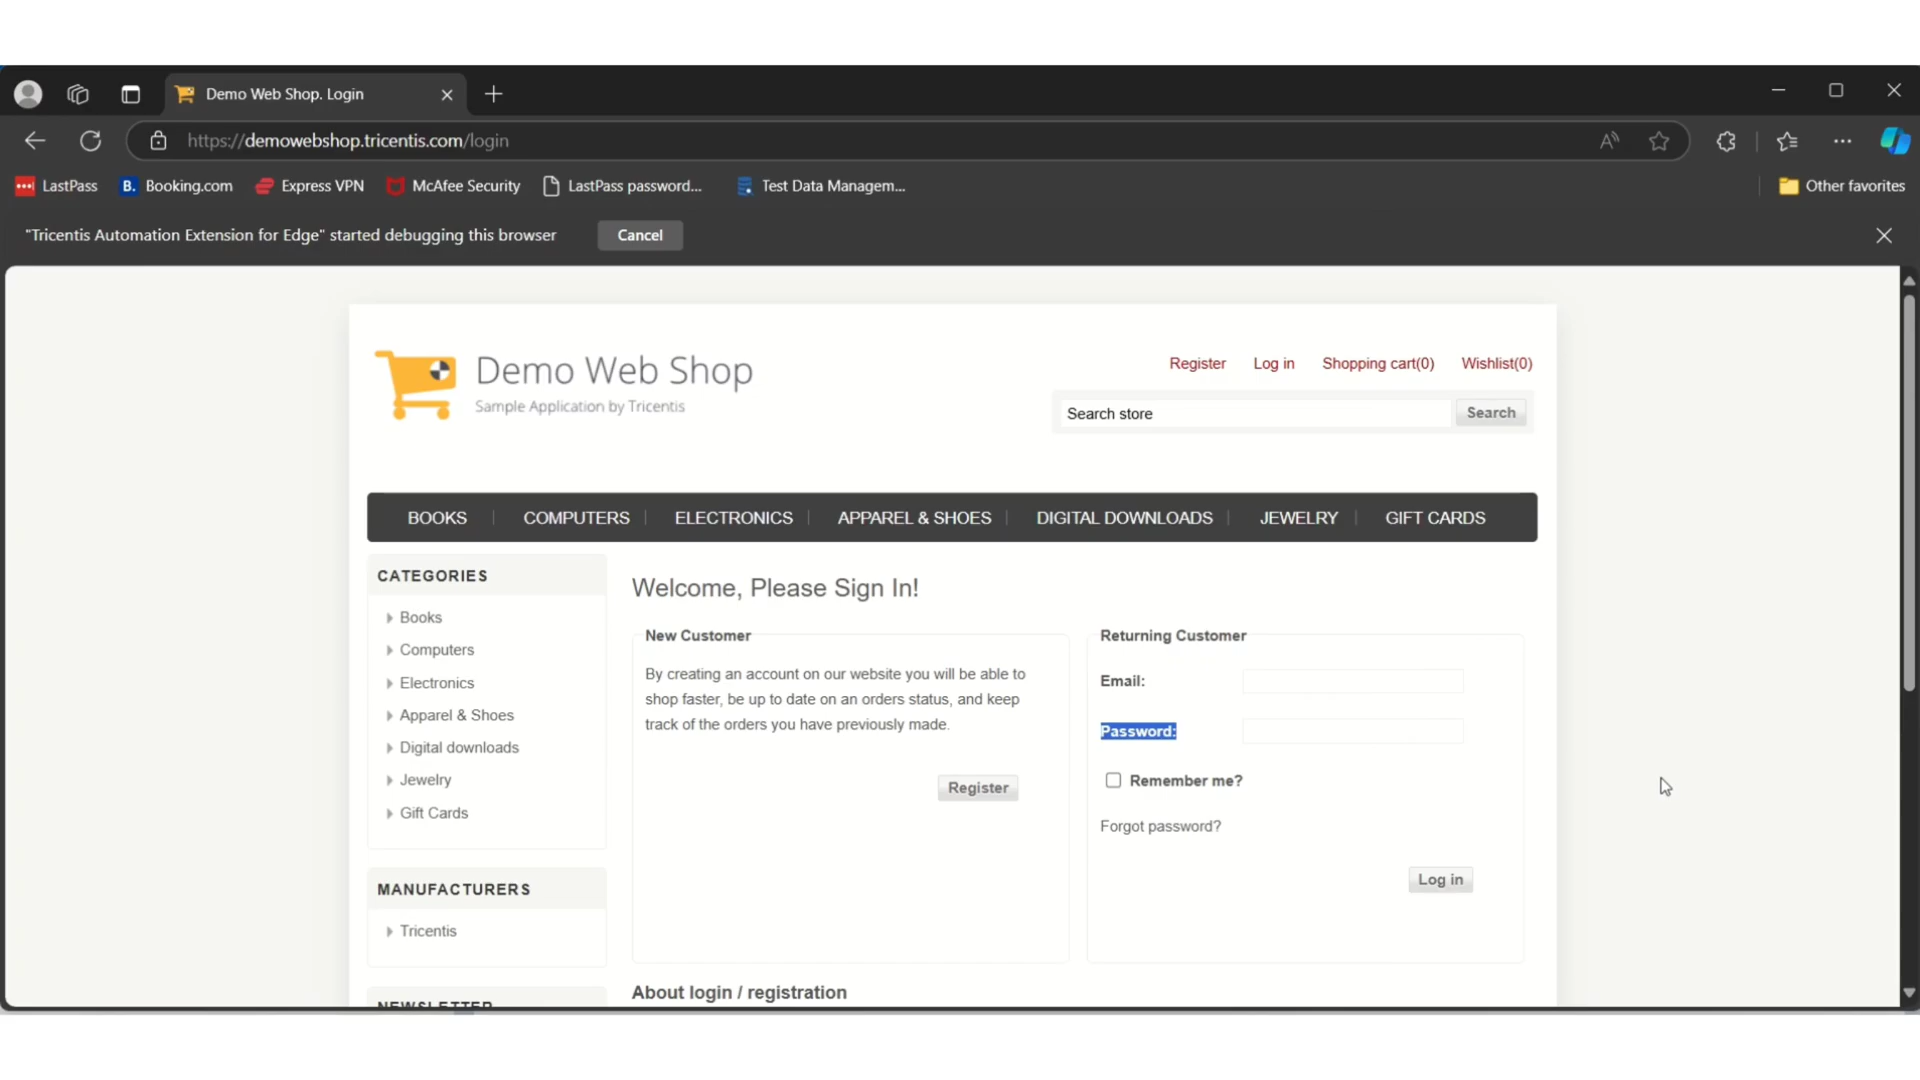 Demo Web Shop. Login
https://demowebshop.tricentis.com/login
LastPass
B. Booking.com
Express VPN
McAfee Security
LastPass password...
Test Data Managem...
Other favorites
"Tricentis Automation Extension for Edge" started debugging this browser
Cancel
Demo Web Shop
Sample Application by Tricentis
Register Log in Shopping cart(0) Wishlist(0)
Search store
Search
BOOKS COMPUTERS ELECTRONICS APPAREL & SHOES DIGITAL DOWNLOADS JEWELRY GIFT CARDS
CATEGORIES
Books
Computers
Electronics
Apparel & Shoes
Digital downloads
Jewelry
Gift Cards
MANUFACTURERS
Tricentis
NEWSLETTER
Welcome, Please Sign In!
New Customer
By creating an account on our website you will be able to
shop faster, be up to date on an orders status, and keep
track of the orders you have previously made.
Register
Returning Customer
Email:
Password:
Remember me?
Forgot password?
Log in
About login / registration